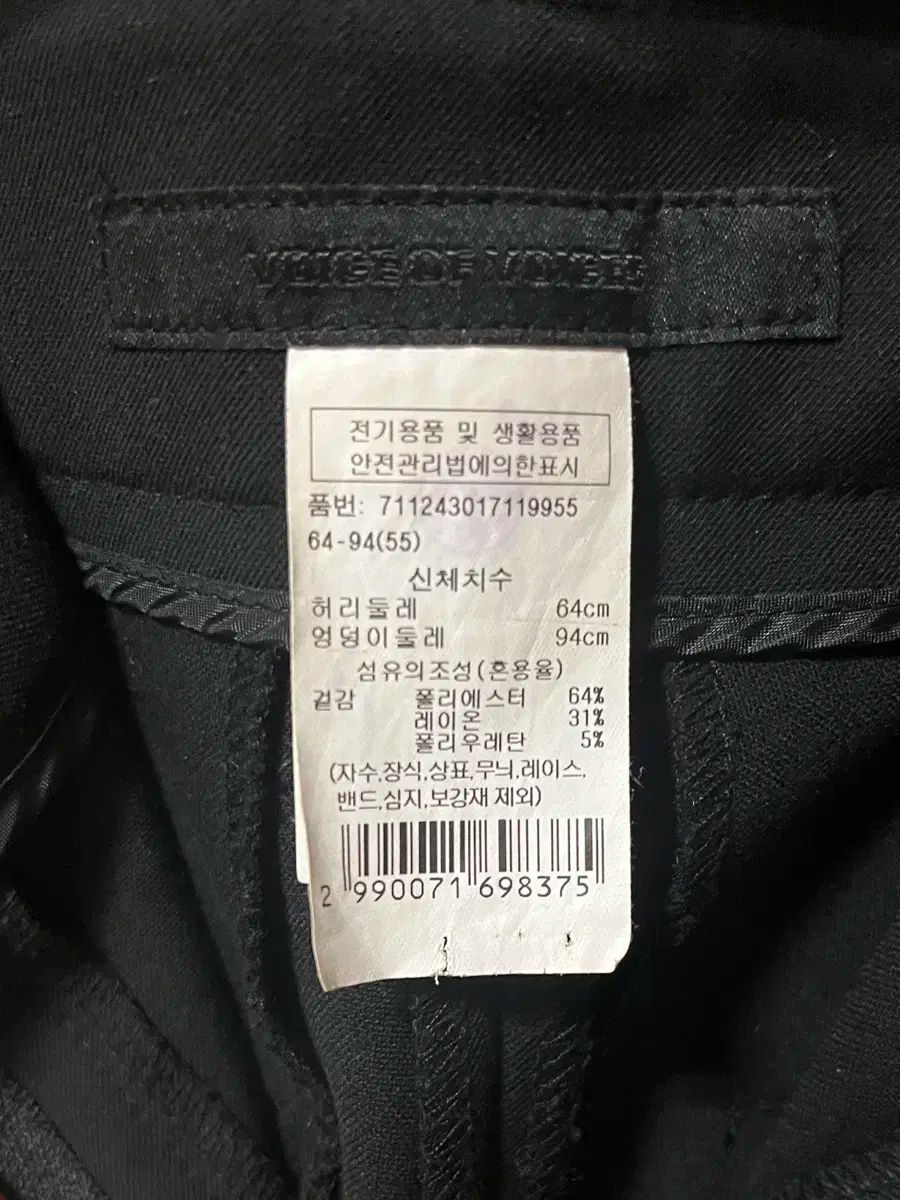 VOICE OF VOICES
전기용품 및 생활용품
안전관리법에의한표시
품번: 711243017119955
64-94(55)
신체치수
허리둘레 64cm
엉덩이둘레 94cm
섬유의조성(혼용율)
겉감 폴리에스터 64%
레이온 31%
폴리우레탄 5%
(자수,장식,상표,무늬,레이스,
밴드,심지,보강재 제외)
2 990071 698375